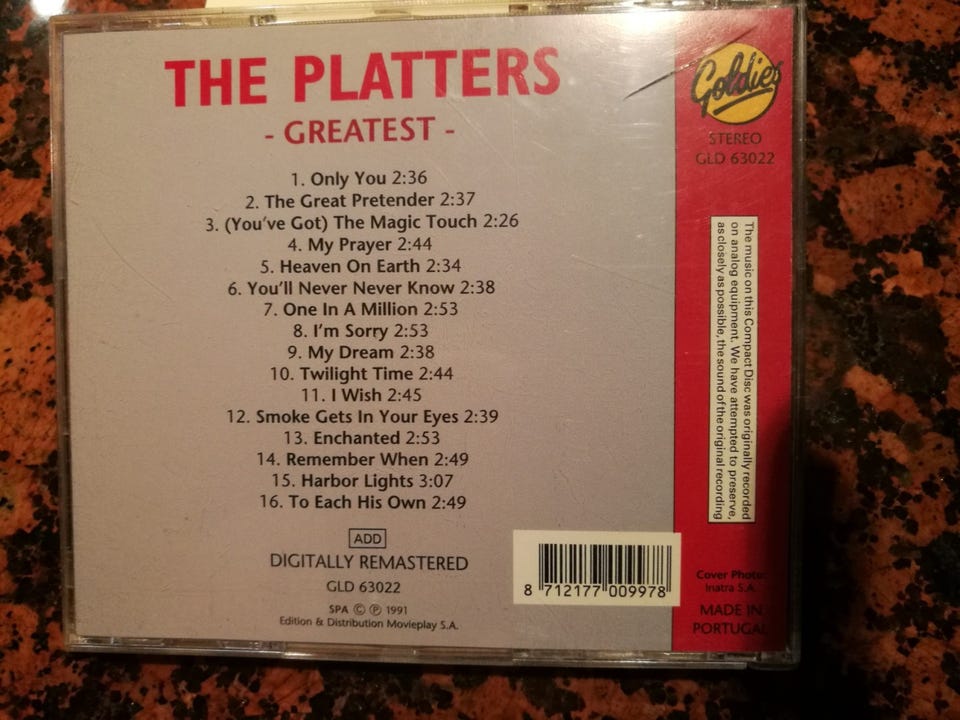 THE PLATTERS
- GREATEST -
1. Only You 2:36
2. The Great Pretender 2:37
3. (You've Got) The Magic Touch 2:26
4. My Prayer 2:44
5. Heaven On Earth 2:34
6. You'll Never Never Know 2:38
7. One In A Million 2:53
8. I'm Sorry 2:53
9. My Dream 2:38
10. Twilight Time 2:44
11. I Wish 2:45
12. Smoke Gets In Your Eyes 2:39
13. Enchanted 2:53
14. Remember When 2:49
15. Harbor Lights 3:07
16. To Each His Own 2:49
ADD
DIGITALLY REMASTERED
GLD 63022
SPA © ℗ 1991
Edition & Distribution Movieplay S.A.
8 712177 009978
Goldies
STEREO
GLD 63022
The music on this Compact Disc was originally recorded
on analog equipment. We have attempted to preserve,
as closely as possible, the sound of the original recording
Cover Photo:
Inatra S.A.
MADE IN
PORTUGAL